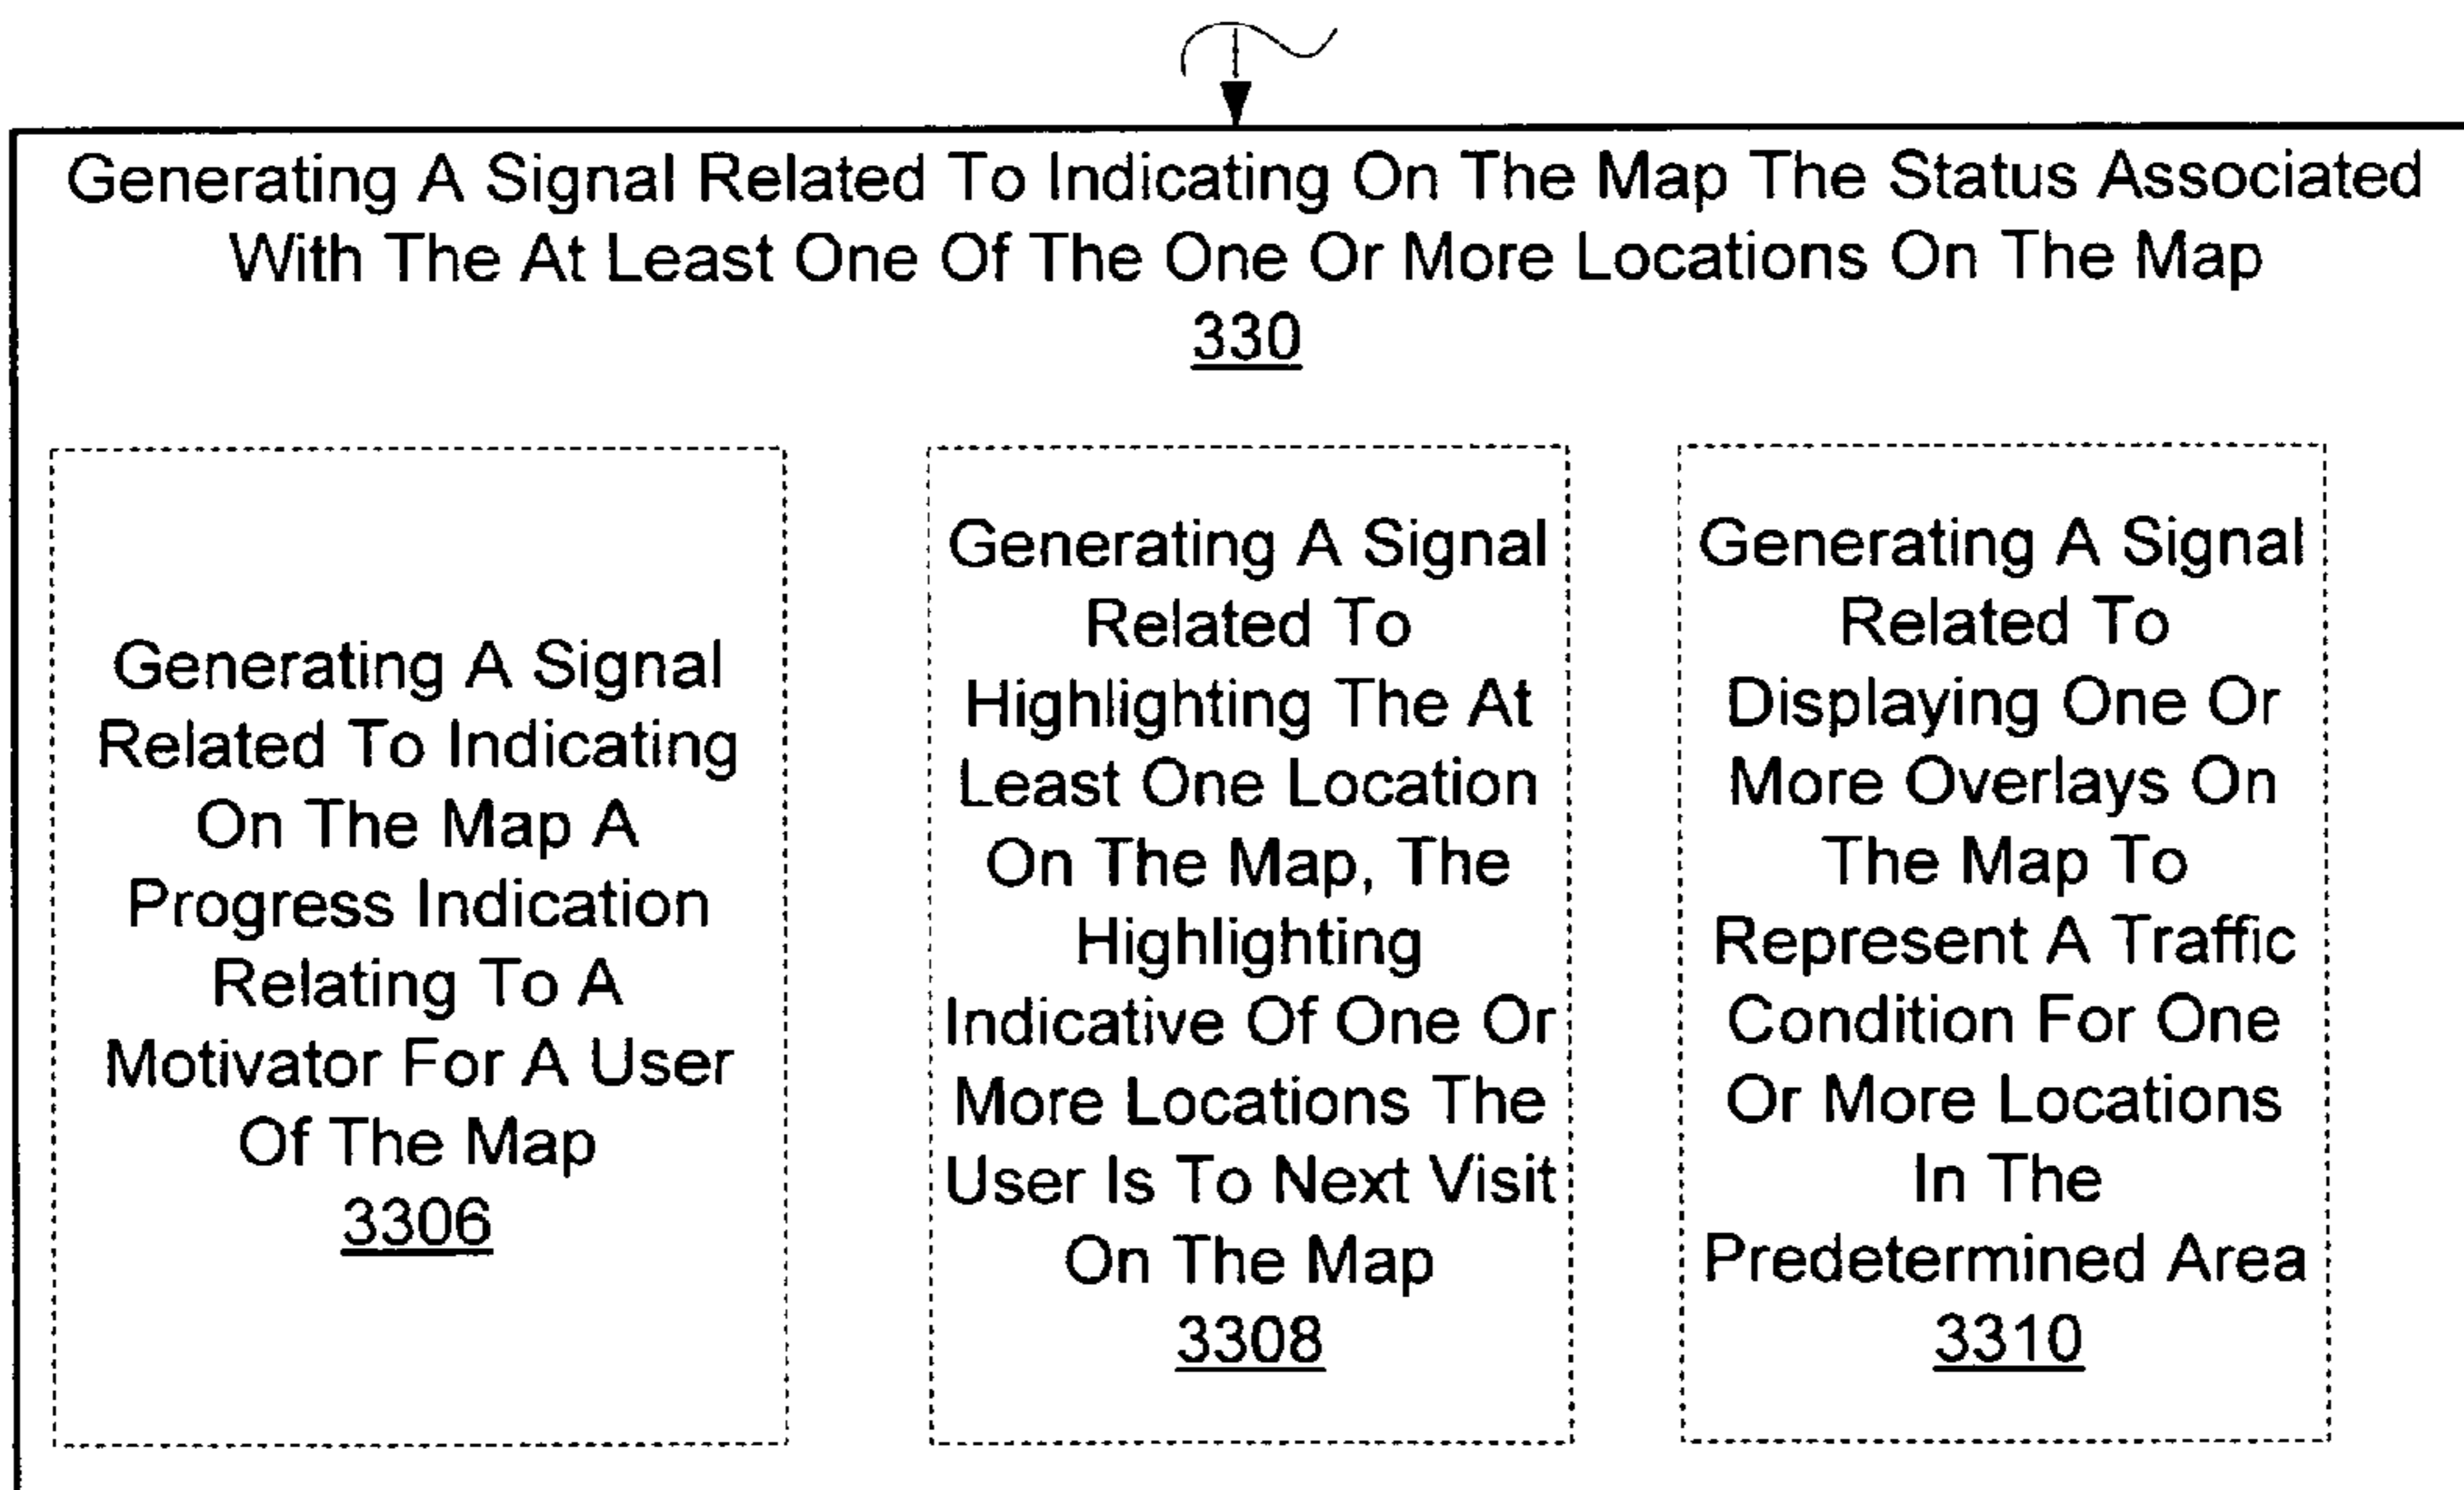 Generating A Signal Related To Indicating On The Map The Status Associated
With The At Least One Of The One Or More Locations On The Map
330
Generating A Signal
Related To Indicating
On The Map A
Progress Indication
Relating To A
Motivator For A User
Of The Map
3306
Generating A Signal
Related To
Highlighting The At
Least One Location
On The Map, The
Highlighting
Indicative Of One Or
More Locations The
User Is To Next Visit
On The Map
3308
Generating A Signal
Related To
Displaying One Or
More Overlays On
The Map To
Represent A Traffic
Condition For One
Or More Locations
In The
Predetermined Area
3310